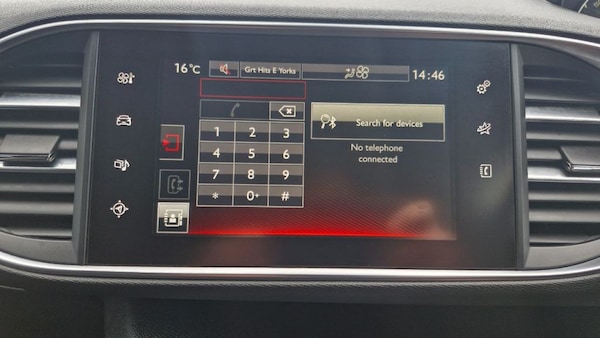 16°C Grt Hits E Yorks 14:46
Search for devices
No telephone
connected
1 2 3
4 5 6
7 8 9
* 0+ #